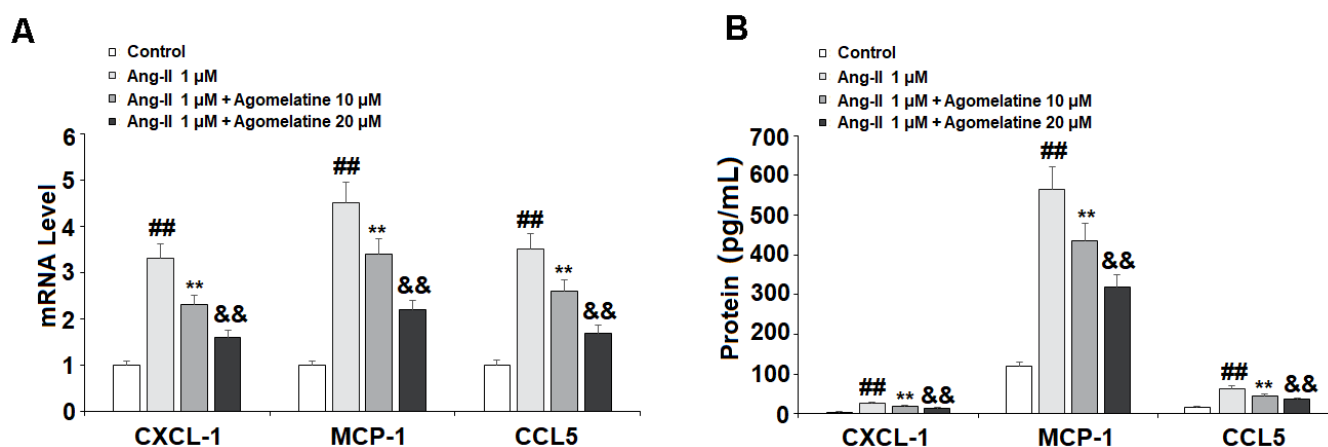 A
Control
Ang-II 1 µM
Ang-II 1 µM + Agomelatine 10 µM
Ang-II 1 µM + Agomelatine 20 µM
mRNA Level
6
5
4
3
2
1
0
##
**
&&
##
**
&&
##
**
&&
CXCL-1 MCP-1 CCL5
B
Control
Ang-II 1 µM
Ang-II 1 µM + Agomelatine 10 µM
Ang-II 1 µM + Agomelatine 20 µM
Protein (pg/mL)
700
600
500
400
300
200
100
0
##
**
&&
##
**
&&
##
**
&&
CXCL-1 MCP-1 CCL5